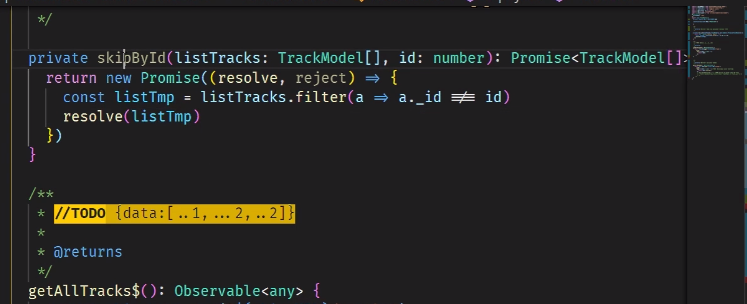 */
private skipById(listTracks: TrackModel[], id: number): Promise<TrackModel[]>
return new Promise((resolve, reject) => {
const listTmp = listTracks.filter(a => a._id !== id)
resolve(listTmp)
})
}
/**
* //TODO {data:[..1,...2,..2]}
*
* @returns
*/
getAllTracks$(): Observable<any> {